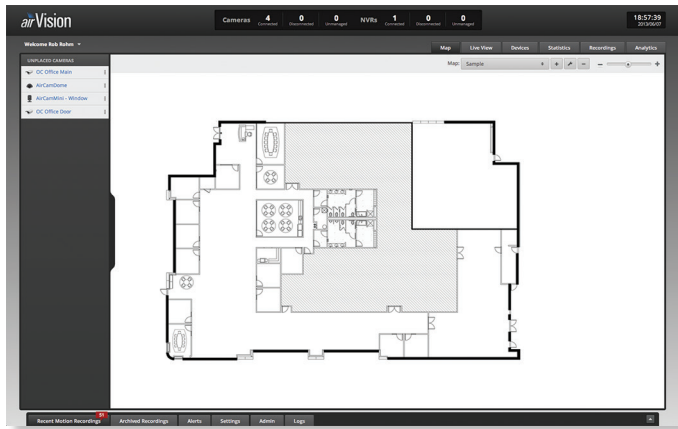 airVision
Cameras 4 Connected 0 Disconnected 0 Unmanaged NVRs 1 Connected 0 Disconnected 0 Unmanaged
18:57:39
2013/06/07
Welcome Rob Rohm
Map Live View Devices Statistics Recordings Analytics
UNPLACED CAMERAS
Map: Sample
OC Office Main
AirCamDome
AirCamMini - Window
OC Office Door
51
Recent Motion Recordings Archived Recordings Alerts Settings Admin Logs